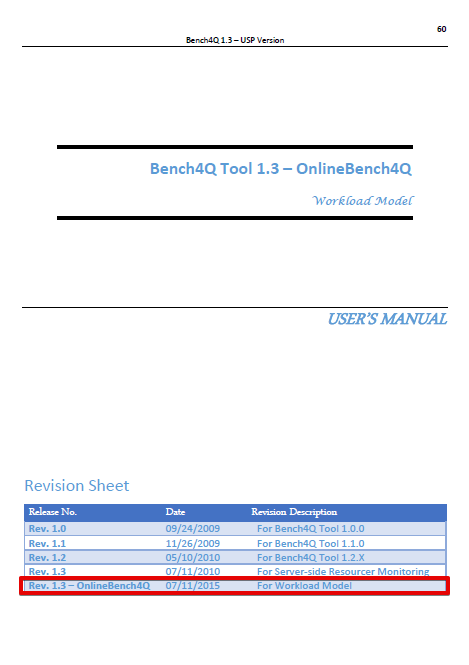 60
Bench4Q 1.3 – USP Version
Bench4Q Tool 1.3 – OnlineBench4Q
Workload Model
USER'S MANUAL
Revision Sheet
Release No. Date Revision Description
Rev. 1.0 09/24/2009 For Bench4Q Tool 1.0.0
Rev. 1.1 11/26/2009 For Bench4Q Tool 1.1.0
Rev. 1.2 05/10/2010 For Bench4Q Tool 1.2.X
Rev. 1.3 07/11/2010 For Server-side Resourcer Monitoring
Rev. 1.3 – OnlineBench4Q 07/11/2015 For Workload Model